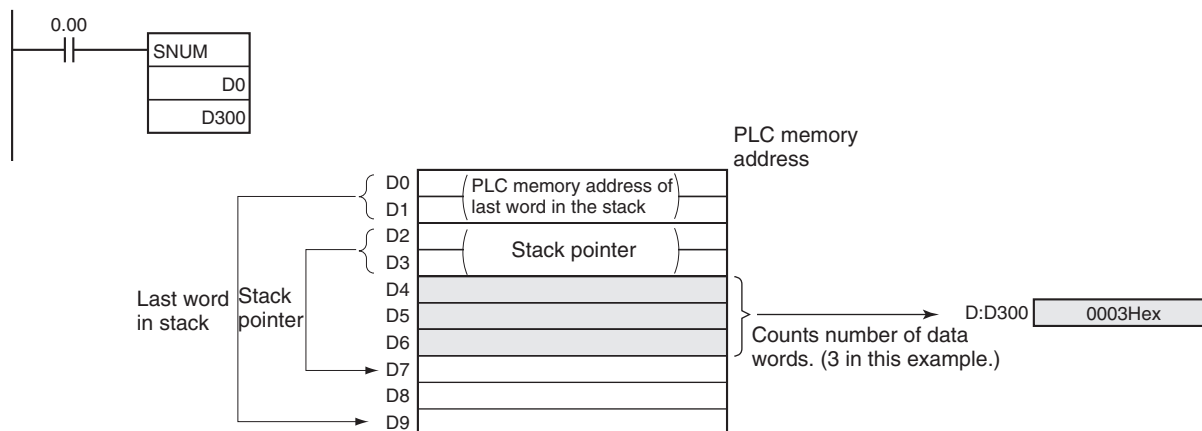 0.00
SNUM
D0
D300
PLC memory
address
D0
D1
PLC memory address of
last word in the stack
D2
D3
Stack pointer
D4
D5
D6
D7
D8
D9
Last word
in stack
Stack
pointer
Counts number of data
words. (3 in this example.)
D:D300
0003Hex